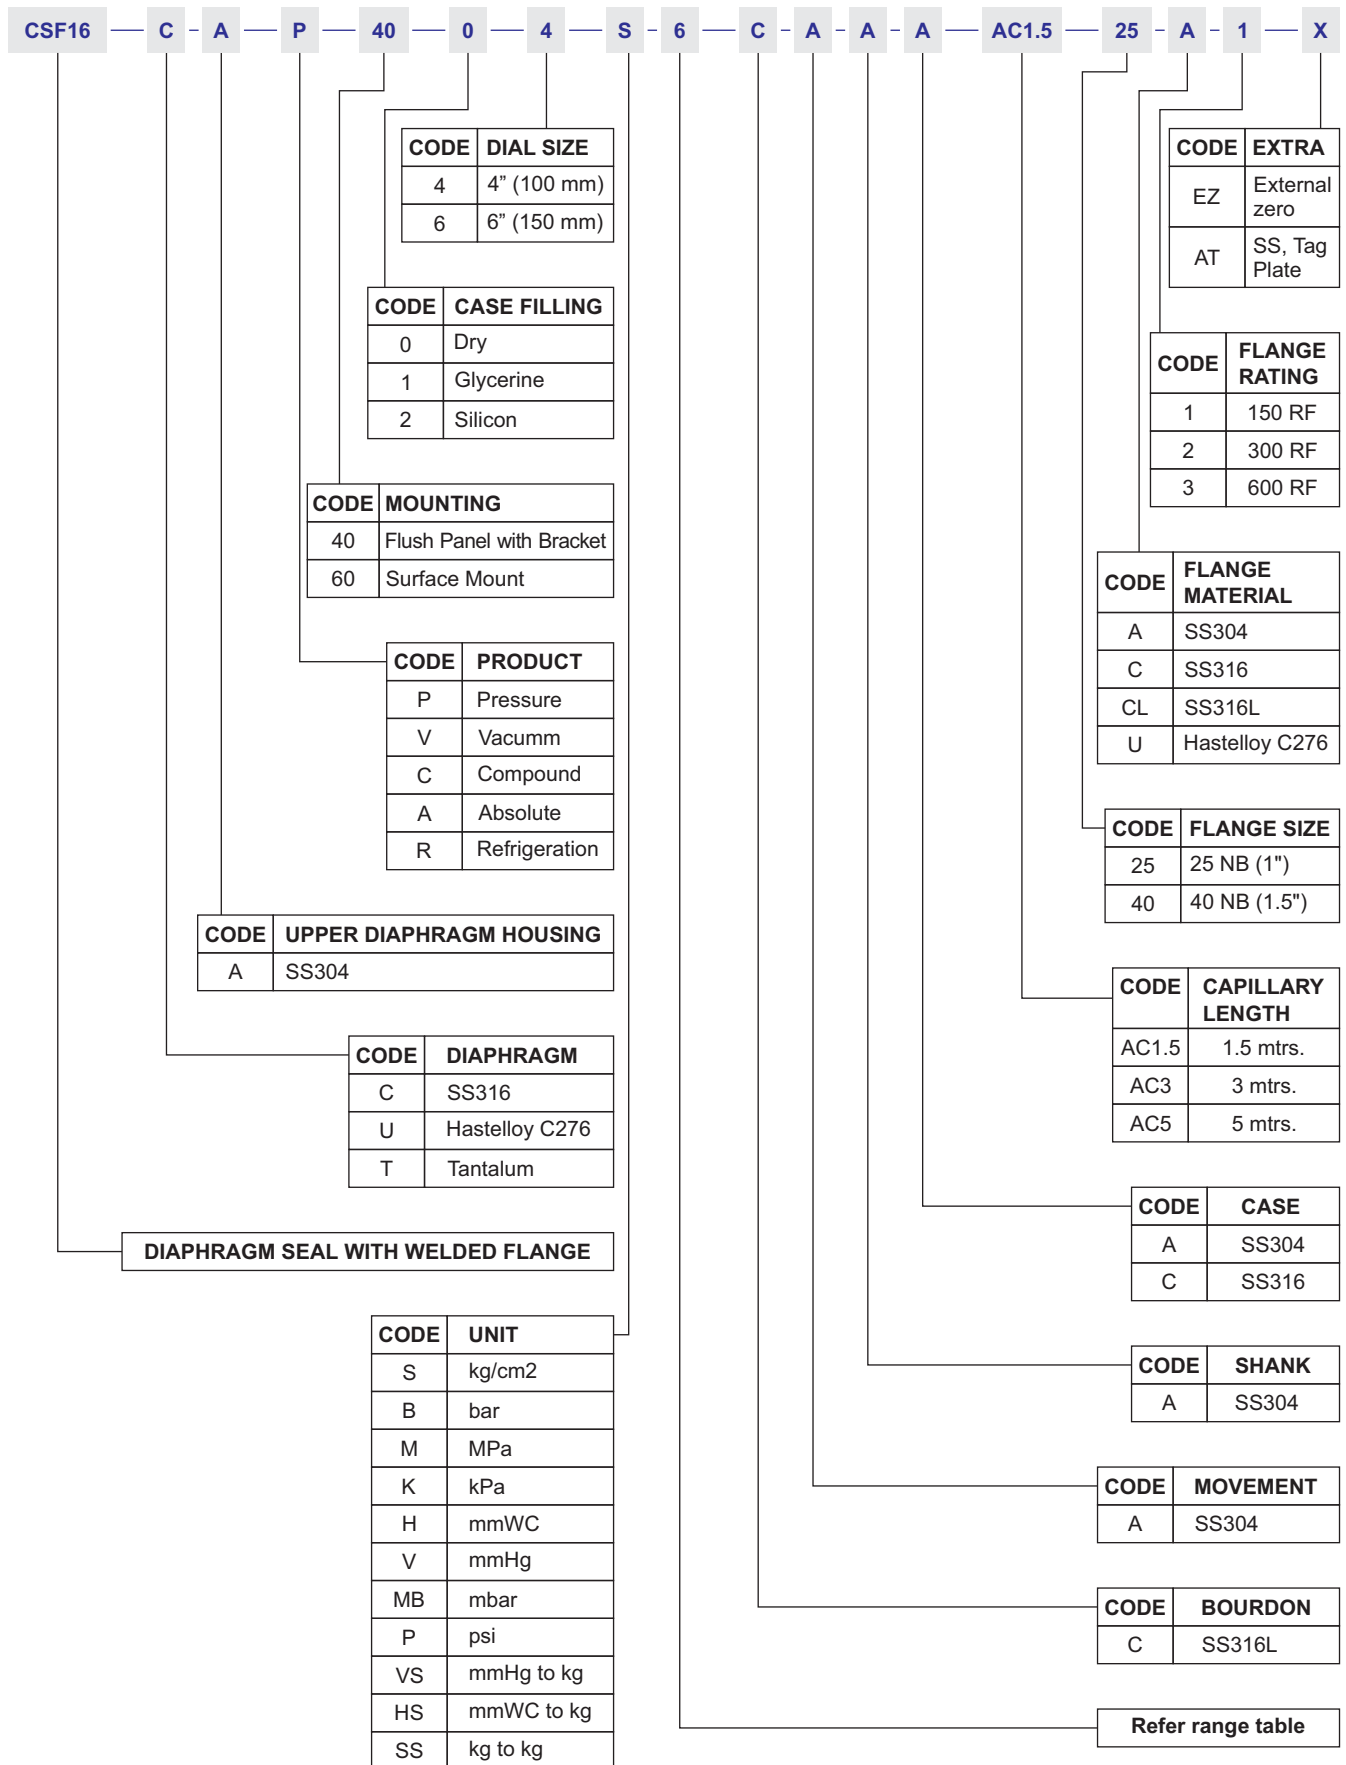 CSF16 — C – A — P — 40 — 0 — 4 — S – 6 — C – A – A – A — AC1.5 — 25 – A – 1 — X
CODE DIAL SIZE
4 4” (100 mm)
6 6” (150 mm)
CODE CASE FILLING
0 Dry
1 Glycerine
2 Silicon
CODE MOUNTING
40 Flush Panel with Bracket
60 Surface Mount
CODE PRODUCT
P Pressure
V Vacumm
C Compound
A Absolute
R Refrigeration
CODE UPPER DIAPHRAGM HOUSING
A SS304
CODE DIAPHRAGM
C SS316
U Hastelloy C276
T Tantalum
DIAPHRAGM SEAL WITH WELDED FLANGE
CODE UNIT
S kg/cm2
B bar
M MPa
K kPa
H mmWC
V mmHg
MB mbar
P psi
VS mmHg to kg
HS mmWC to kg
SS kg to kg
CODE EXTRA
EZ External
zero
AT SS, Tag
Plate
CODE FLANGE
RATING
1 150 RF
2 300 RF
3 600 RF
CODE FLANGE
MATERIAL
A SS304
C SS316
CL SS316L
U Hastelloy C276
CODE FLANGE SIZE
25 25 NB (1")
40 40 NB (1.5")
CODE CAPILLARY
LENGTH
AC1.5 1.5 mtrs.
AC3 3 mtrs.
AC5 5 mtrs.
CODE CASE
A SS304
C SS316
CODE SHANK
A SS304
CODE MOVEMENT
A SS304
CODE BOURDON
C SS316L
Refer range table